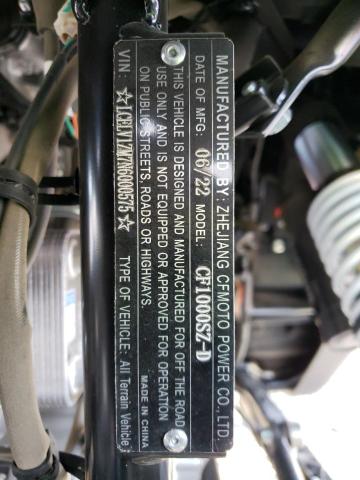 MANUFACTURED BY: ZHEJIANG CFMOTO POWER CO., LTD.
DATE OF MFG: 06/22 MODEL: CF1000SZ-D
THIS VEHICLE IS DESIGNED AND MANUFACTURED FOR OFF THE ROAD
USE ONLY AND IS NOT EQUIPPED OR APPROVED FOR OPERATION
ON PUBLIC STREETS, ROADS OR HIGHWAYS. MADE IN CHINA
VIN: TYPE OF VEHICLE: All Terrain Vehicle